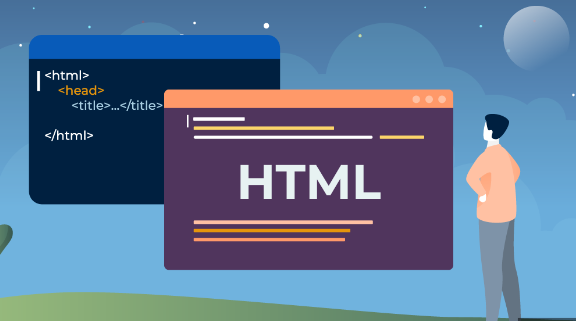 <html>
<head>
<title>...</title>
</html>
HTML